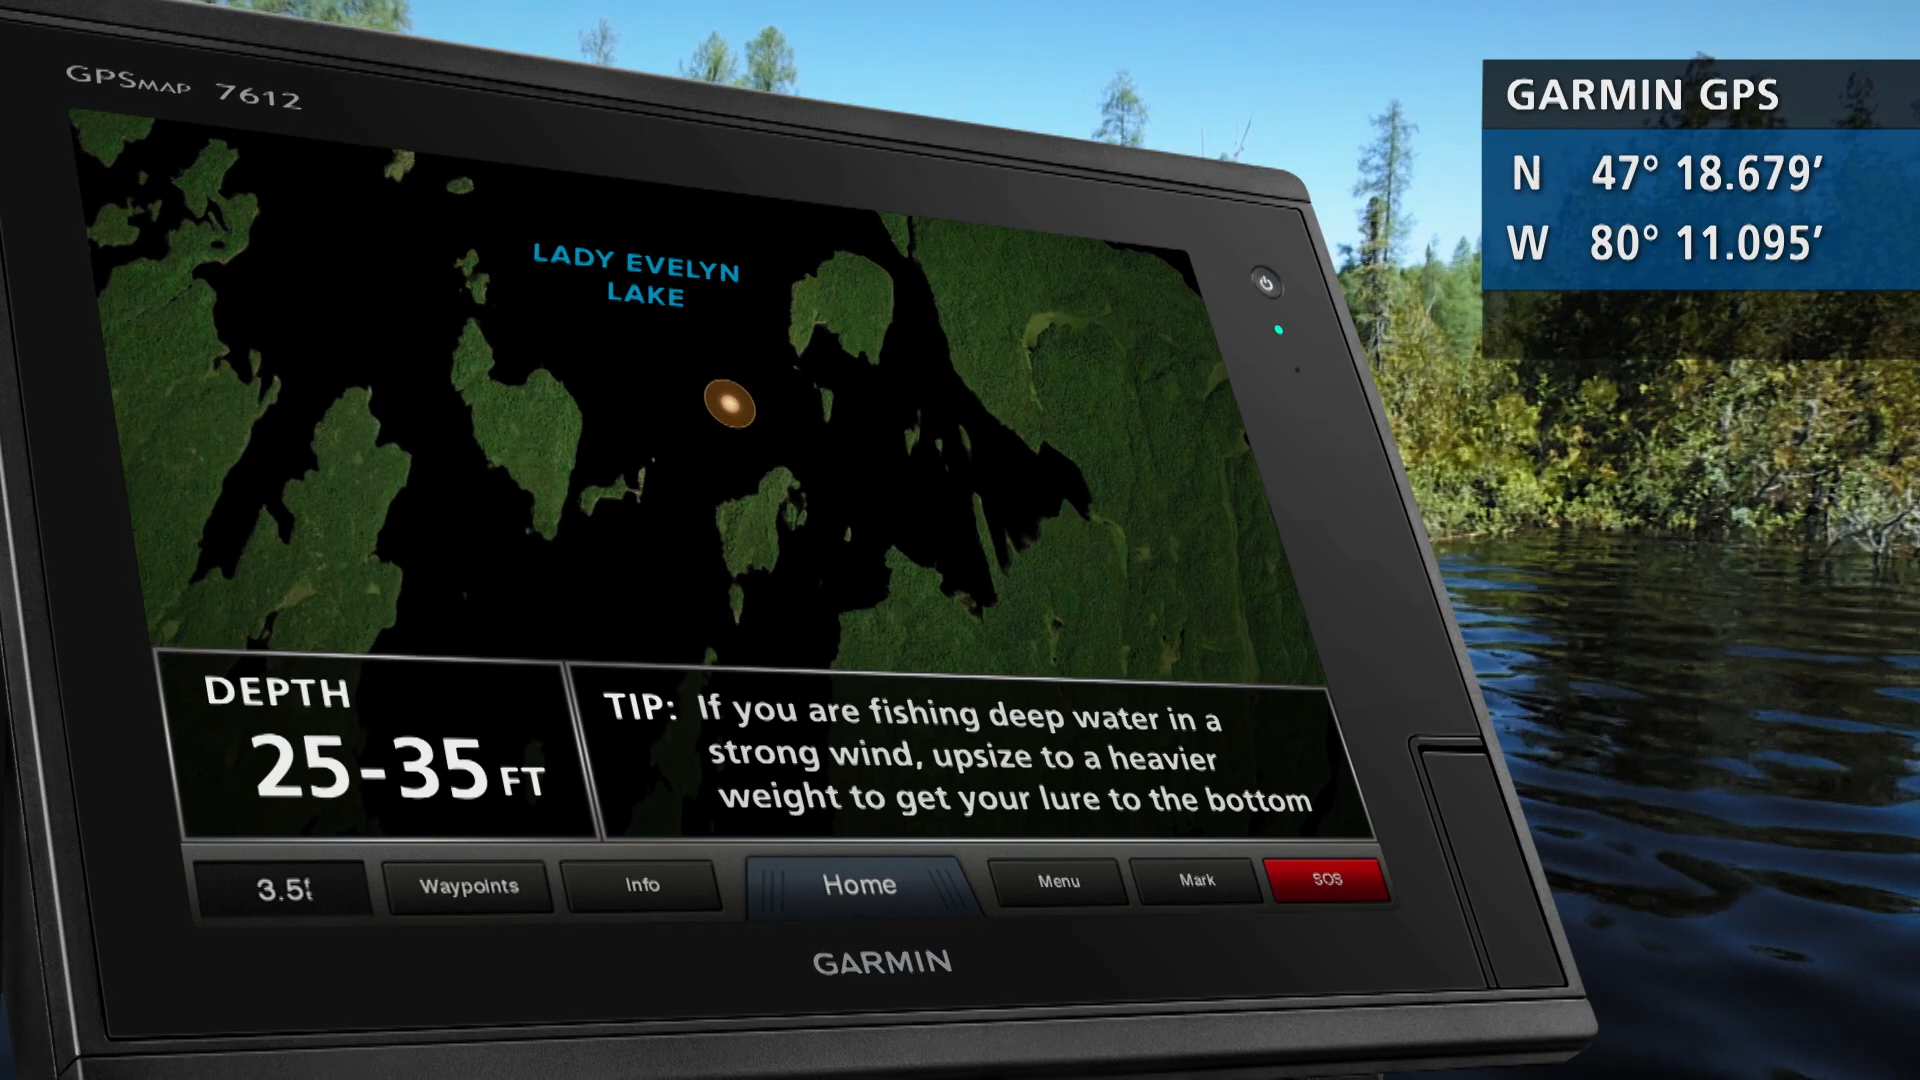 GPSMAP 7612
GARMIN GPS
N 47° 18.679′
W 80° 11.095′
LADY EVELYN
LAKE
DEPTH
25-35 FT
TIP: If you are fishing deep water in a
strong wind, upsize to a heavier
weight to get your lure to the bottom
3.5ft
Waypoints
Info
Home
Menu
Mark
SOS
GARMIN